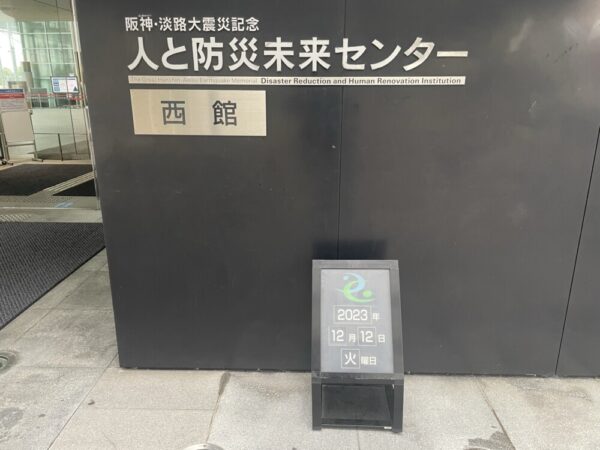 阪神・淡路大震災記念
人と防災未来センター
The Great Hanshin-Awaji Earthquake Memorial Disaster Reduction and Human Renovation Institution
西館
2023年
12月12日
火曜日